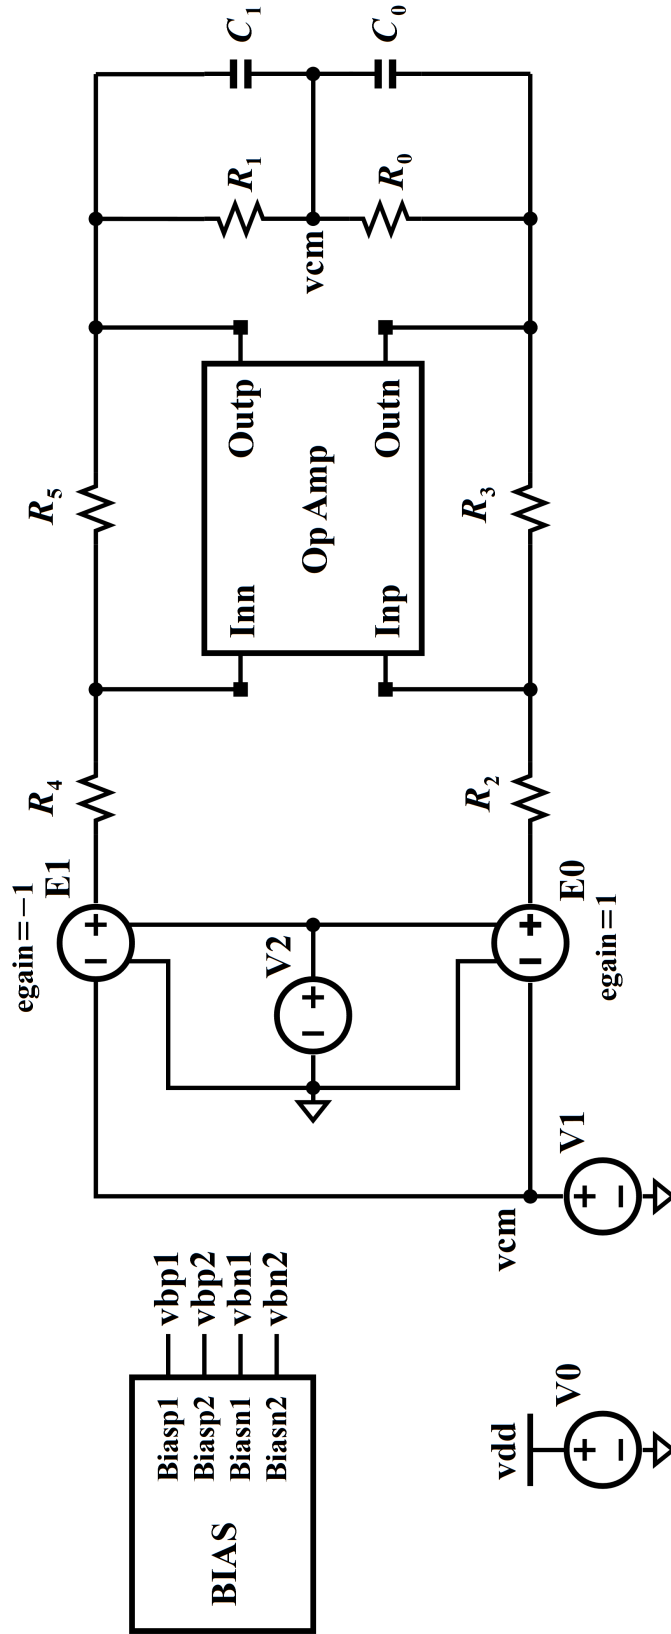 BIAS
Biasp1
Biasp2
Biasn1
Biasn2
vbp1
vbp2
vbn1
vbn2
vdd
V0
+
−
vcm
V1
+
−
egain=−1
E1
−
+
V2
−
+
E0
egain=1
−
+
R4
R2
R5
R3
Inn
Inp
Op Amp
Outp
Outn
R1
R0
vcm
C1
C0